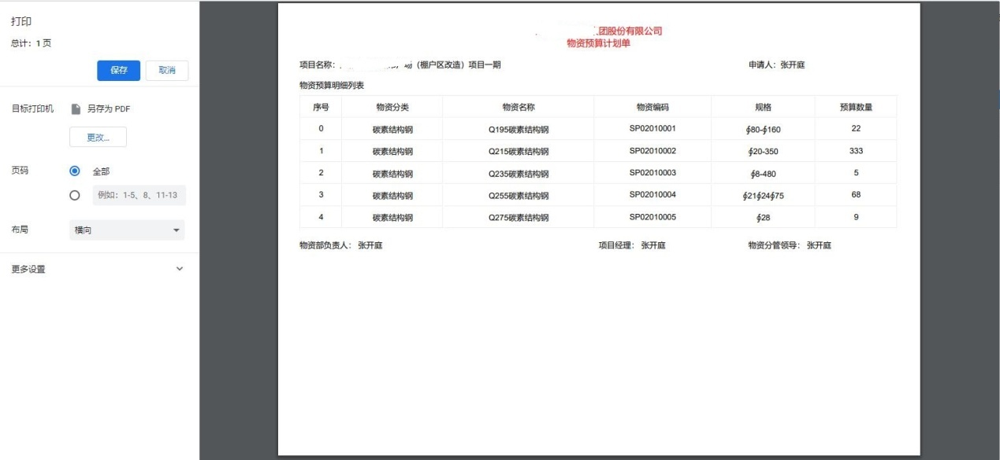 打印
总计：1 页
保存 取消
目标打印机 另存为 PDF
更改...
页码 全部
例如：1-5、8、11-13
布局 横向
更多设置
团股份有限公司
物资预算计划单
项目名称： 场（棚户区改造）项目一期 申请人：张开庭
物资预算明细列表
序号 物资分类 物资名称 物资编码 规格 预算数量
0 碳素结构钢 Q195碳素结构钢 SP02010001 ∮80-∮160 22
1 碳素结构钢 Q215碳素结构钢 SP02010002 ∮20-350 333
2 碳素结构钢 Q235碳素结构钢 SP02010003 ∮8-480 5
3 碳素结构钢 Q255碳素结构钢 SP02010004 ∮21∮24∮75 68
4 碳素结构钢 Q275碳素结构钢 SP02010005 ∮28 9
物资部负责人： 张开庭 项目经理： 张开庭 物资分管领导： 张开庭